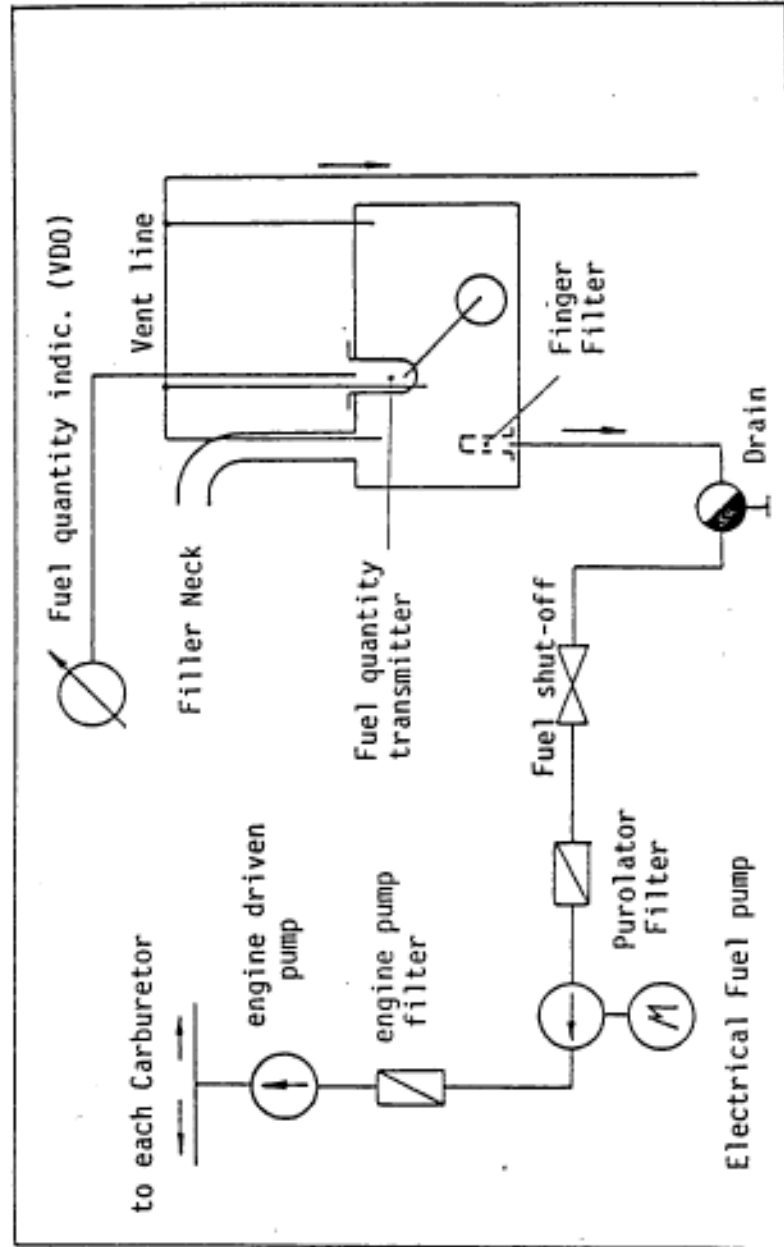 to each Carburetor
engine driven
pump
engine pump
filter
Fuel quantity indic. (VDO)
Vent line
Filler Neck
Fuel quantity
transmitter
Finger
Filter
Drain
Fuel shut-off
Purolator
Filter
M
Electrical Fuel pump